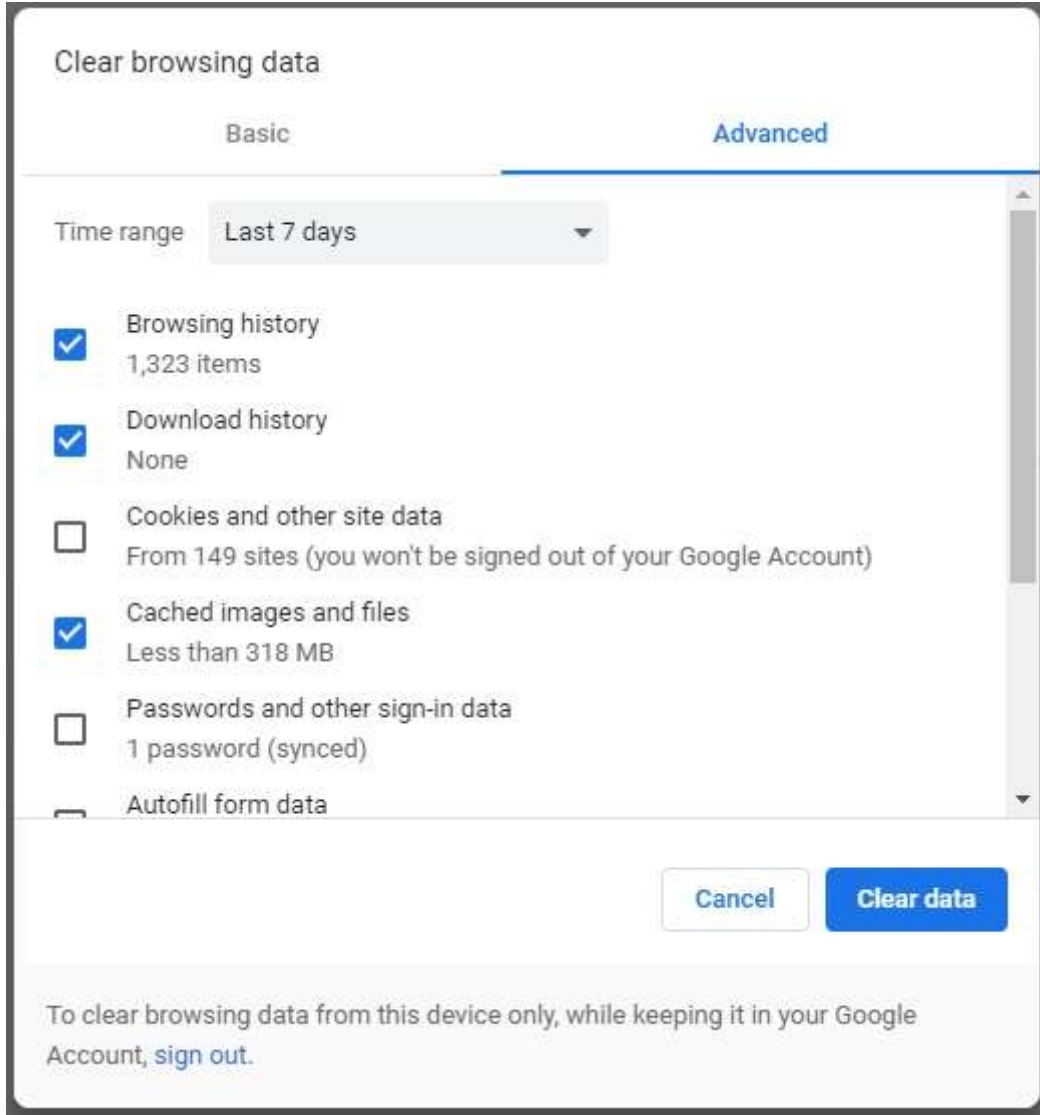 Clear browsing data
Basic
Advanced
Time range
Last 7 days
Browsing history
1,323 items
Download history
None
Cookies and other site data
From 149 sites (you won't be signed out of your Google Account)
Cached images and files
Less than 318 MB
Passwords and other sign-in data
1 password (synced)
Autofill form data
Cancel
Clear data
To clear browsing data from this device only, while keeping it in your Google
Account, sign out.